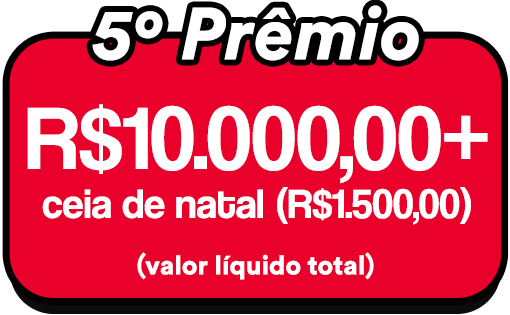 5º Prêmio
R$10.000,00+
ceia de natal (R$1.500,00)
(valor líquido total)